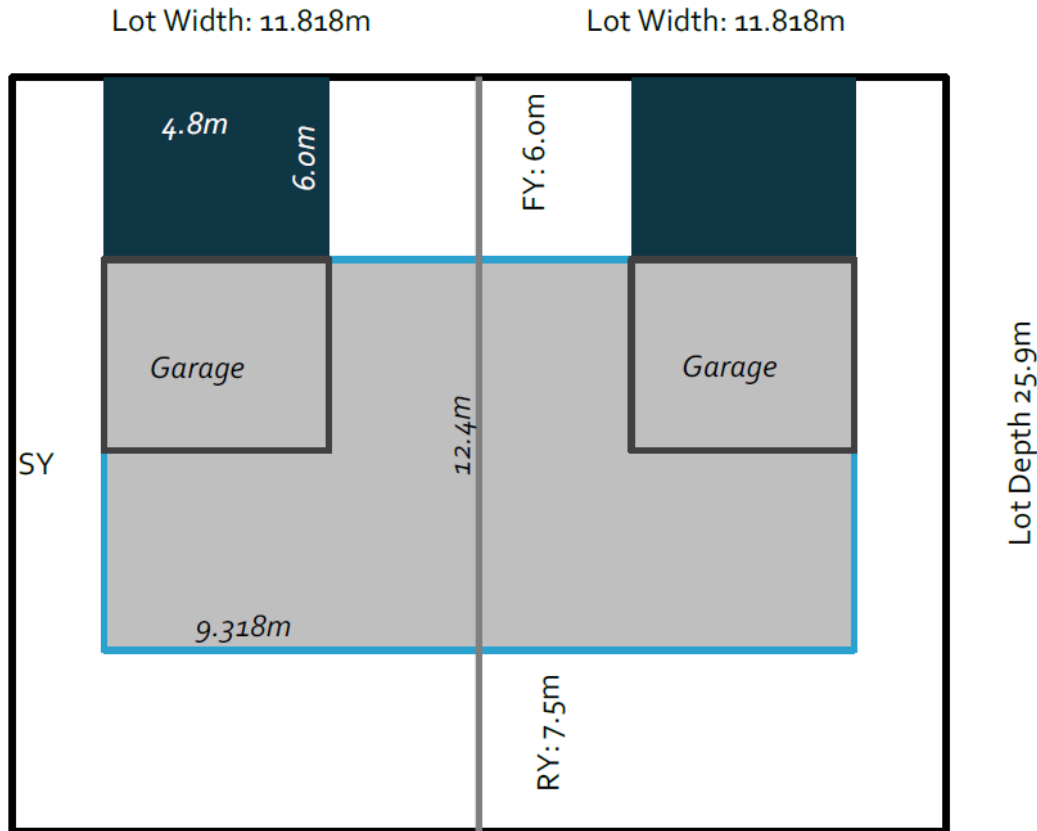 Lot Width: 11.818m
Lot Width: 11.818m
4.8m
6.0m
FY: 6.0m
Garage
Garage
12.4m
SY
Lot Depth 25.9m
9.318m
RY: 7.5m